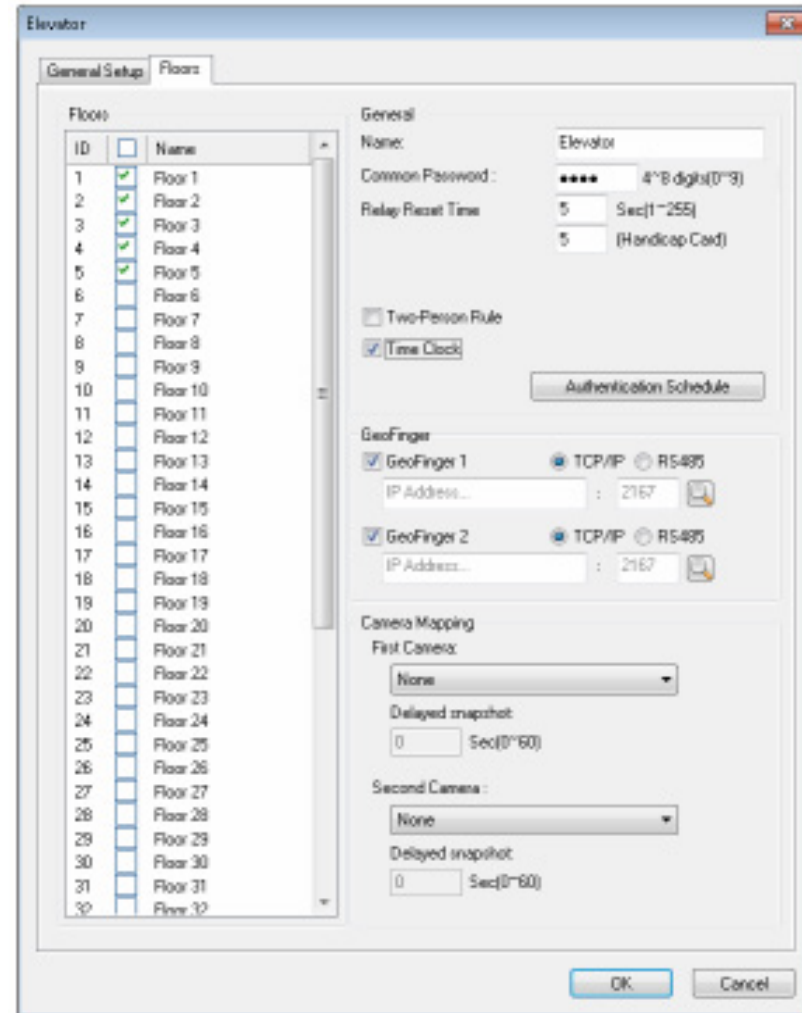 Elevator
General Setup
Floors
Floors
ID Name
1 Floor 1
2 Floor 2
3 Floor 3
4 Floor 4
5 Floor 5
6 Floor 6
7 Floor 7
8 Floor 8
9 Floor 9
10 Floor 10
11 Floor 11
12 Floor 12
13 Floor 13
14 Floor 14
15 Floor 15
16 Floor 16
17 Floor 17
18 Floor 18
19 Floor 19
20 Floor 20
21 Floor 21
22 Floor 22
23 Floor 23
24 Floor 24
25 Floor 25
26 Floor 26
27 Floor 27
28 Floor 28
29 Floor 29
30 Floor 30
31 Floor 31
32 Floor 32
General
Name: Elevator
Common Password : •••• 4~8 digits(0~9)
Relay Reset Time 5 Sec(1~255)
5 (Handicap Card)
Two-Person Rule
Time Clock
Authentication Schedule
GeoFinger
GeoFinger 1 TCP/IP RS485
IP Address... : 2167
GeoFinger 2 TCP/IP RS485
IP Address... : 2167
Camera Mapping
First Camera:
None
Delayed snapshot
0 Sec(0~60)
Second Camera :
None
Delayed snapshot
0 Sec(0~60)
OK Cancel